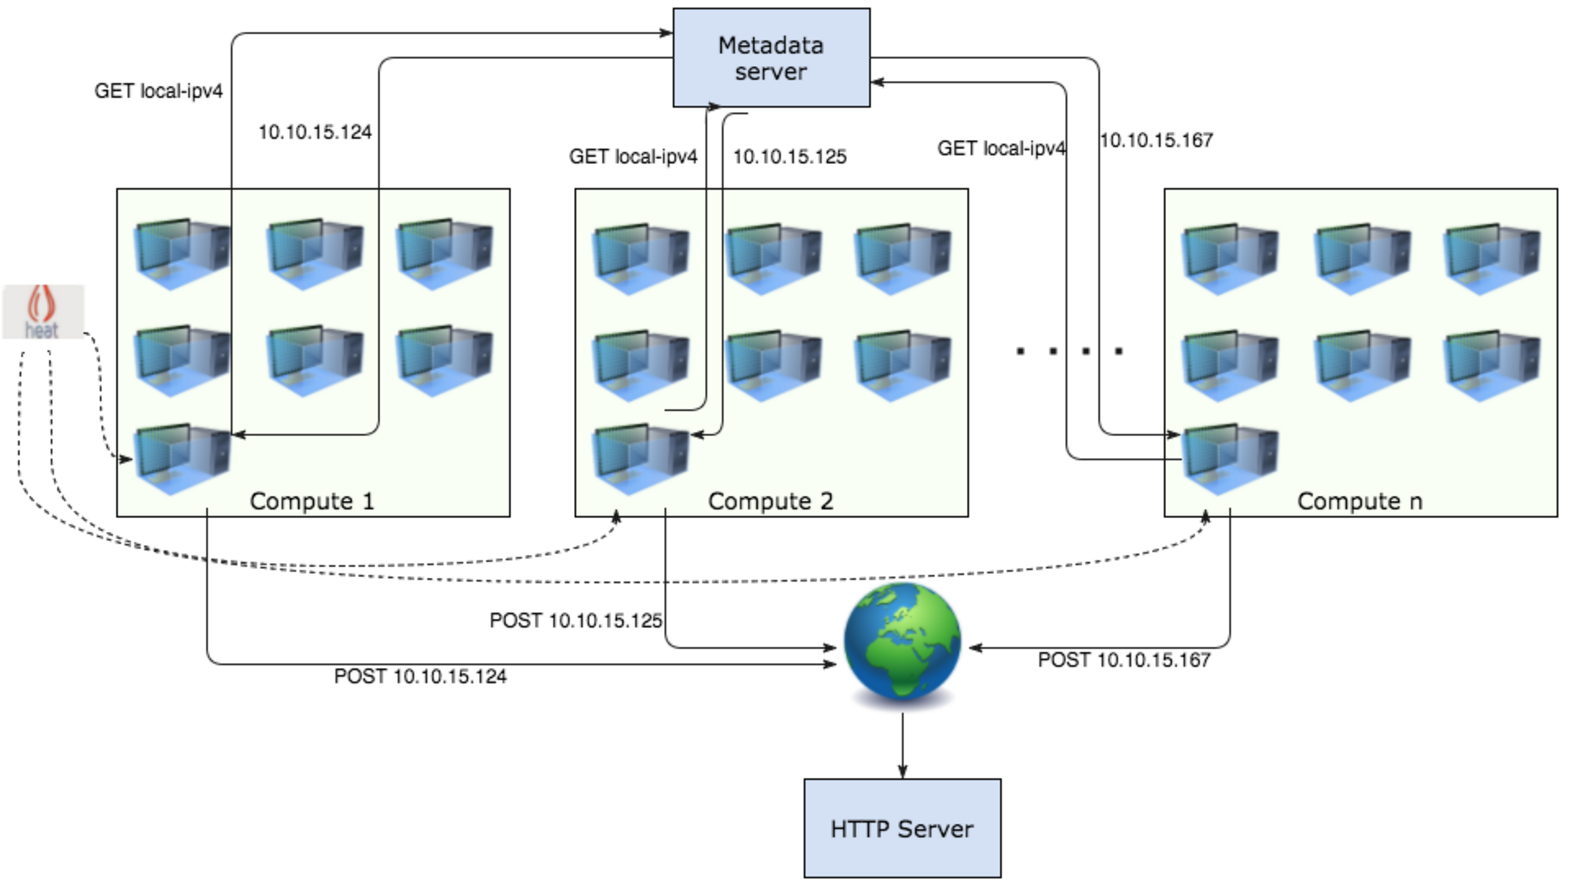 Metadata
server
GET local-ipv4
10.10.15.124
GET local-ipv4
10.10.15.125
GET local-ipv4
10.10.15.167
heat
Compute 1
Compute 2
Compute n
POST 10.10.15.125
POST 10.10.15.124
POST 10.10.15.167
HTTP Server